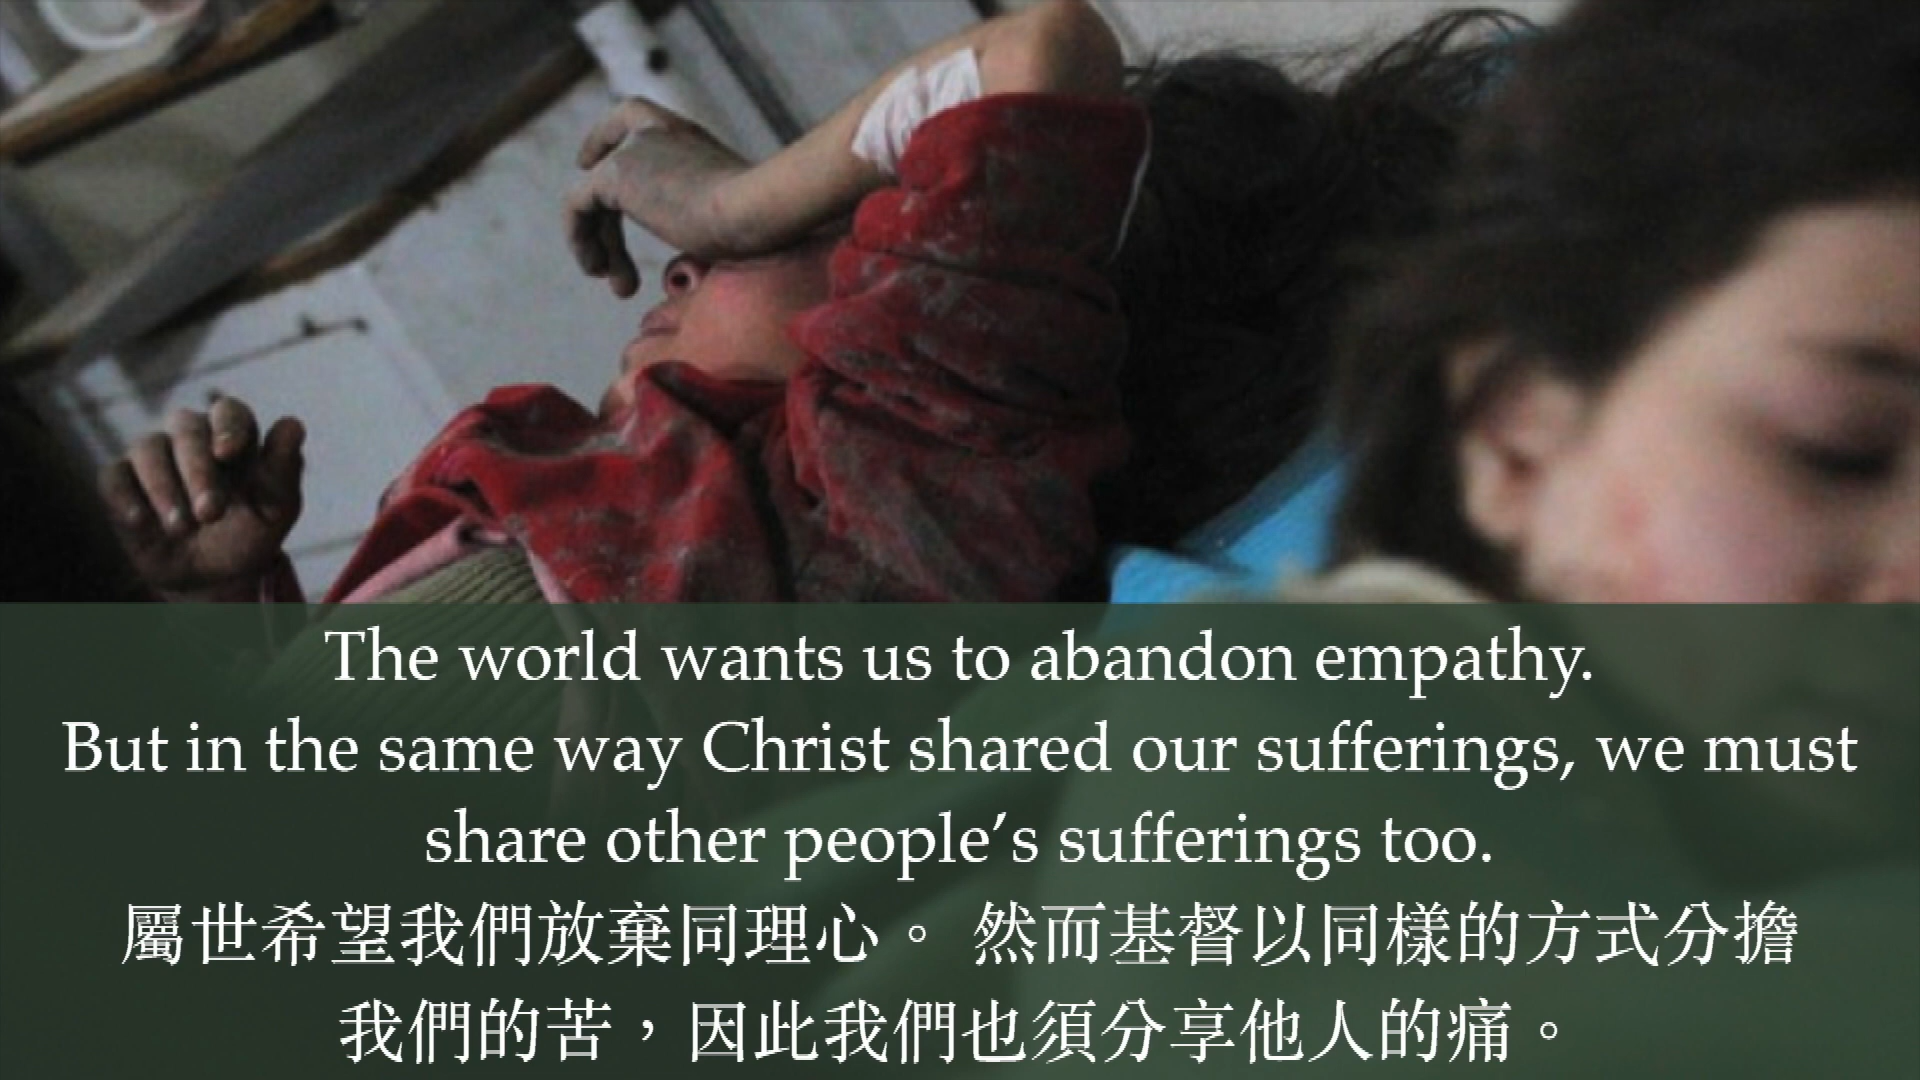 The world wants us to abandon empathy.
But in the same way Christ shared our sufferings, we must
share other people’s sufferings too.
屬世希望我們放棄同理心。 然而基督以同樣的方式分擔
我們的苦，因此我們也須分享他人的痛。